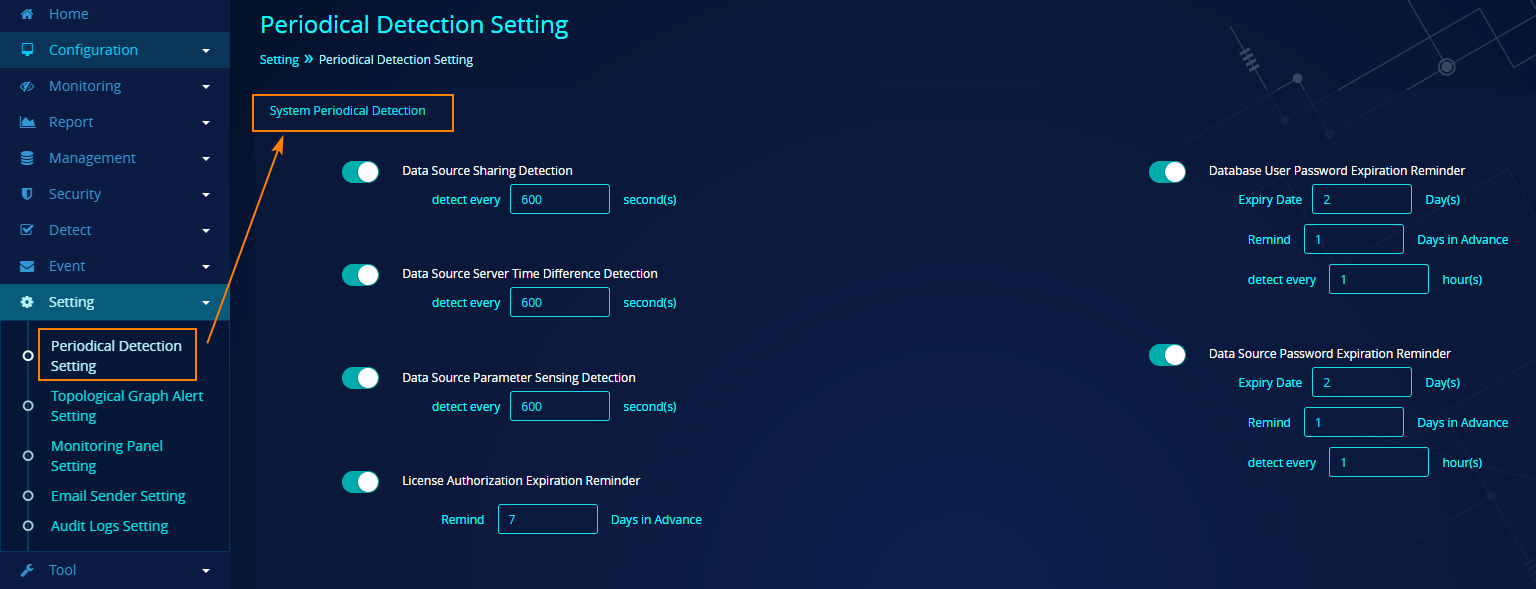 Home
Configuration
Monitoring
Report
Management
Security
Detect
Event
Setting
Periodical Detection
Setting
Topological Graph Alert
Setting
Monitoring Panel
Setting
Email Sender Setting
Audit Logs Setting
Tool
Periodical Detection Setting
Setting » Periodical Detection Setting
System Periodical Detection
Data Source Sharing Detection
detect every 600 second(s)
Data Source Server Time Difference Detection
detect every 600 second(s)
Data Source Parameter Sensing Detection
detect every 600 second(s)
License Authorization Expiration Reminder
Remind 7 Days in Advance
Database User Password Expiration Reminder
Expiry Date 2 Day(s)
Remind 1 Days in Advance
detect every 1 hour(s)
Data Source Password Expiration Reminder
Expiry Date 2 Day(s)
Remind 1 Days in Advance
detect every 1 hour(s)